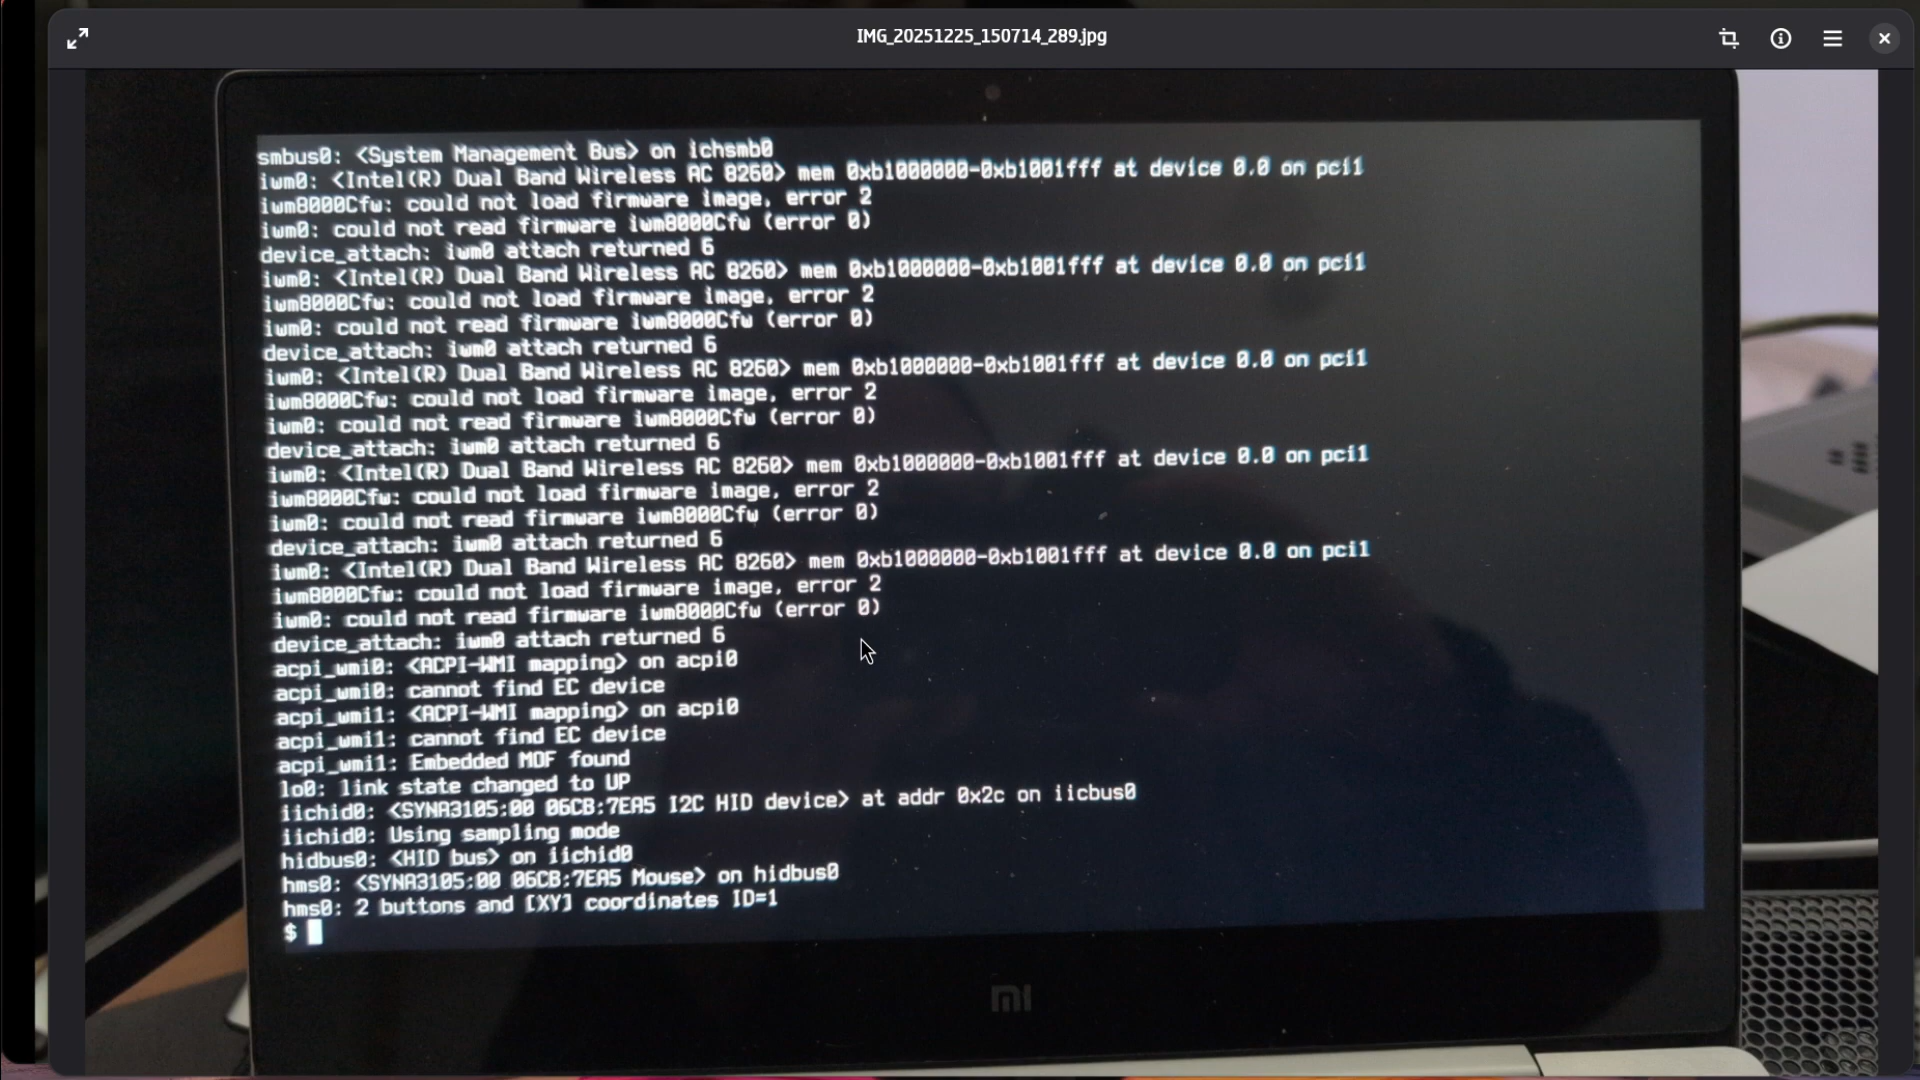 IMG_20251225_150714_289.jpg
smbus0: <System Management Bus> on ichsmb0
iwm0: <Intel(R) Dual Band Wireless AC 8260> mem 0xb1000000-0xb1001fff at device 0.0 on pci1
iwm8000Cfw: could not load firmware image, error 2
iwm0: could not read firmware iwm8000Cfw (error 0)
device_attach: iwm0 attach returned 6
iwm0: <Intel(R) Dual Band Wireless AC 8260> mem 0xb1000000-0xb1001fff at device 0.0 on pci1
iwm8000Cfw: could not load firmware image, error 2
iwm0: could not read firmware iwm8000Cfw (error 0)
device_attach: iwm0 attach returned 6
iwm0: <Intel(R) Dual Band Wireless AC 8260> mem 0xb1000000-0xb1001fff at device 0.0 on pci1
iwm8000Cfw: could not load firmware image, error 2
iwm0: could not read firmware iwm8000Cfw (error 0)
device_attach: iwm0 attach returned 6
iwm0: <Intel(R) Dual Band Wireless AC 8260> mem 0xb1000000-0xb1001fff at device 0.0 on pci1
iwm8000Cfw: could not load firmware image, error 2
iwm0: could not read firmware iwm8000Cfw (error 0)
device_attach: iwm0 attach returned 6
iwm0: <Intel(R) Dual Band Wireless AC 8260> mem 0xb1000000-0xb1001fff at device 0.0 on pci1
iwm8000Cfw: could not load firmware image, error 2
iwm0: could not read firmware iwm8000Cfw (error 0)
device_attach: iwm0 attach returned 6
acpi_wmi0: <ACPI-WMI mapping> on acpi0
acpi_wmi0: cannot find EC device
acpi_wmi1: <ACPI-WMI mapping> on acpi0
acpi_wmi1: cannot find EC device
acpi_wmi1: Embedded MOF found
lo0: link state changed to UP
iichid0: <SYNA3105:00 06CB:7EA5 I2C HID device> at addr 0x2c on iicbus0
iichid0: Using sampling mode
hidbus0: <HID bus> on iichid0
hms0: <SYNA3105:00 06CB:7EA5 Mouse> on hidbus0
hms0: 2 buttons and [XY] coordinates ID=1
$
mi